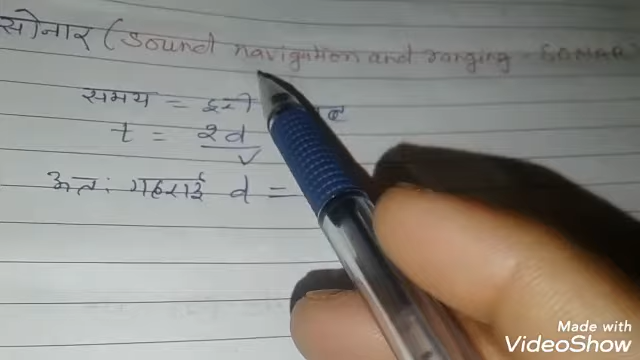 सोनार (Sound navigation and ranging - SONAR)
समय = दूरी
t = 2d
v
अतः गहराई d =
Made with
VideoShow